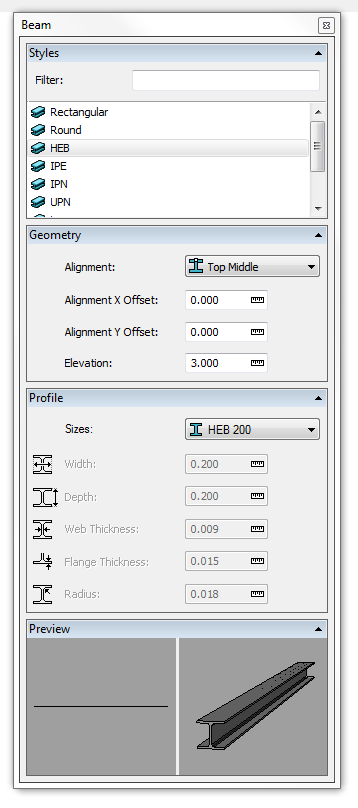 Beam
Styles
Filter:
Rectangular
Round
HEB
IPE
IPN
UPN
Geometry
Alignment: Top Middle
Alignment X Offset: 0.000
Alignment Y Offset: 0.000
Elevation: 3.000
Profile
Sizes: HEB 200
Width: 0.200
Depth: 0.200
Web Thickness: 0.009
Flange Thickness: 0.015
Radius: 0.018
Preview